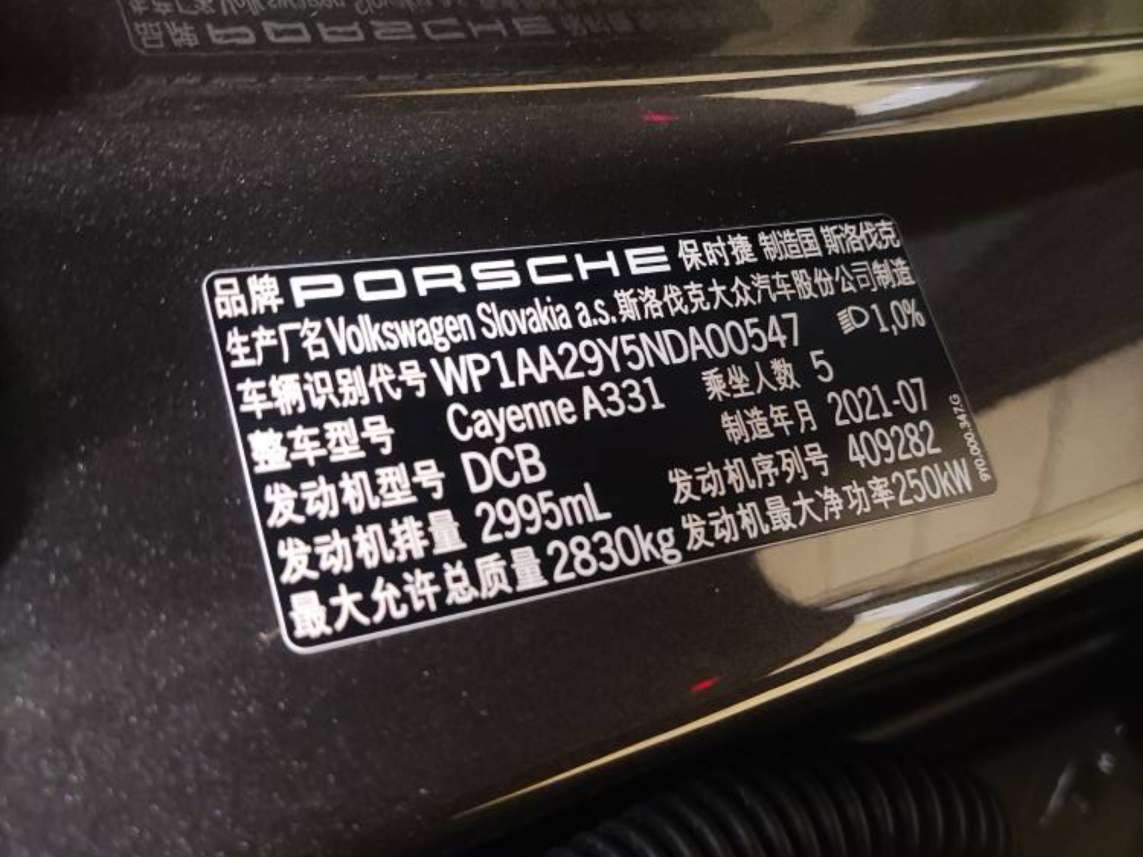 品牌 PORSCHE 保时捷 制造国 斯洛伐克
生产厂名 Volkswagen Slovakia a.s. 斯洛伐克大众汽车股份公司制造
车辆识别代号 WP1AA29Y5NDA00547 1,0%
整车型号 Cayenne A331 乘坐人数 5
发动机型号 DCB 制造年月 2021-07
发动机排量 2995mL 发动机序列号 409282
最大允许总质量 2830kg 发动机最大净功率 250kW
9Y0.000.347.G